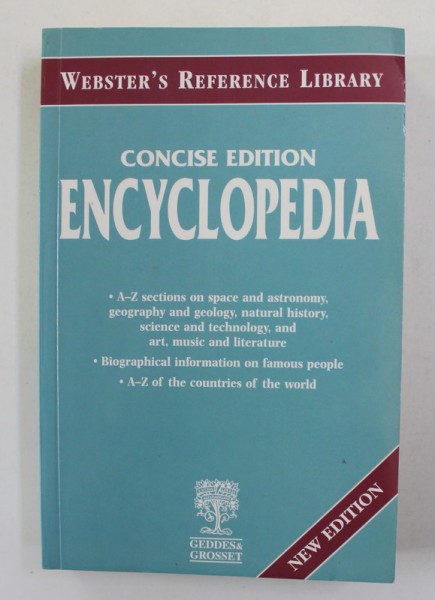 WEBSTER'S REFERENCE LIBRARY
CONCISE EDITION
ENCYCLOPEDIA
• A–Z sections on space and astronomy,
geography and geology, natural history,
science and technology, and
art, music and literature
• Biographical information on famous people
• A–Z of the countries of the world
GEDDES&
GROSSET
NEW EDITION